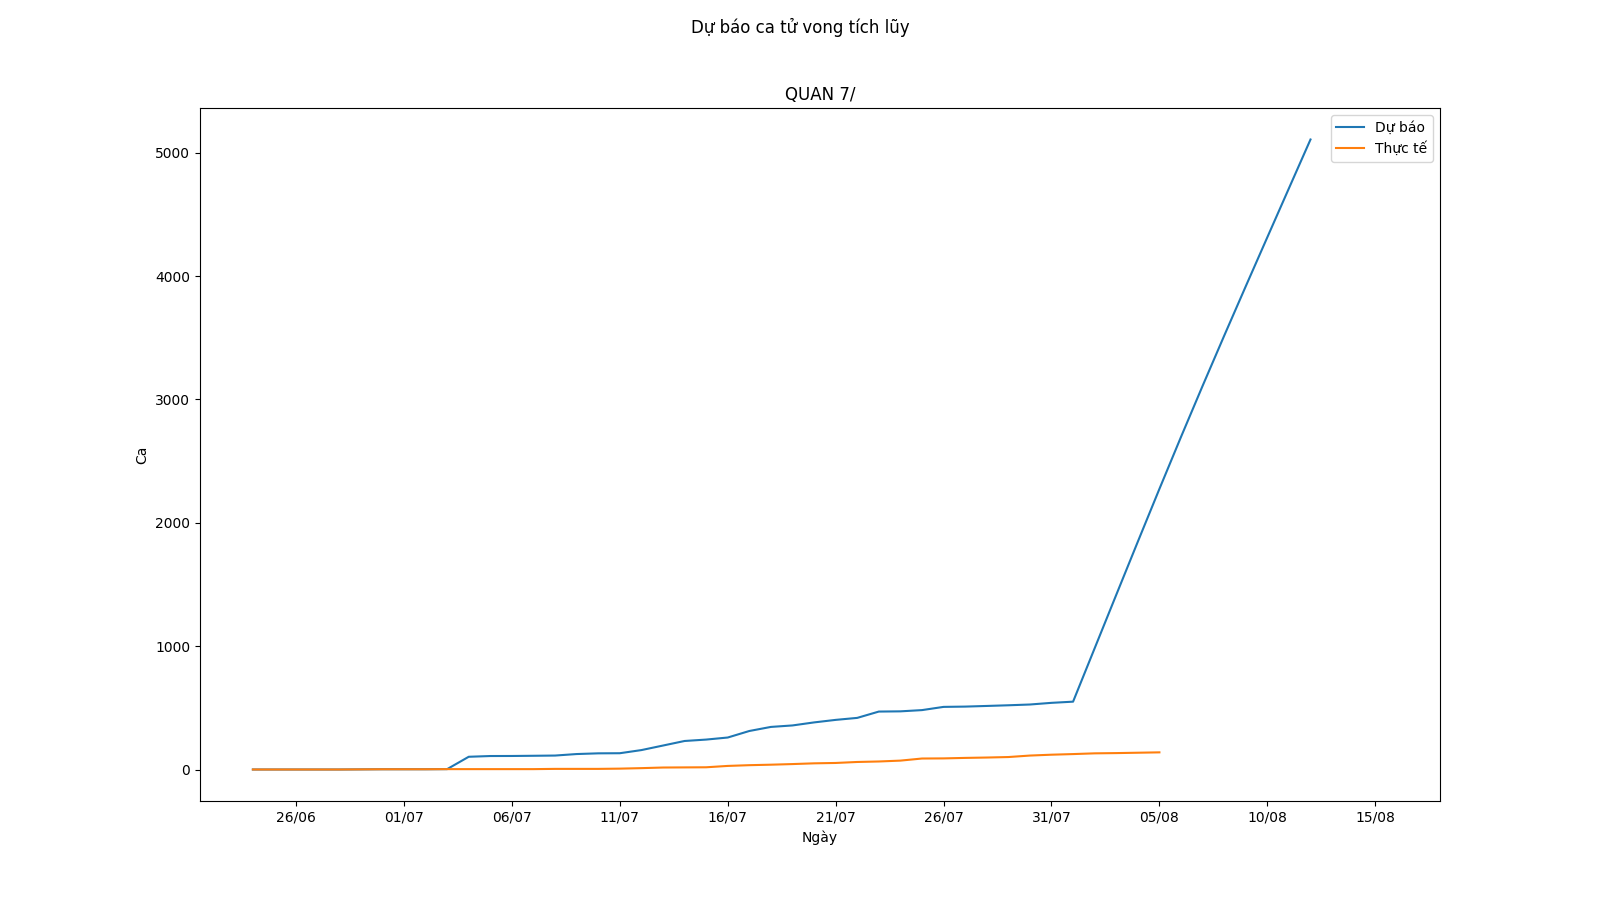 Dự báo ca tử vong tích lũy
QUAN 7/
Dự báo
Thực tế
5000
4000
3000
2000
1000
0
Ca
26/06 01/07 06/07 11/07 16/07 21/07 26/07 31/07 05/08 10/08 15/08
Ngày